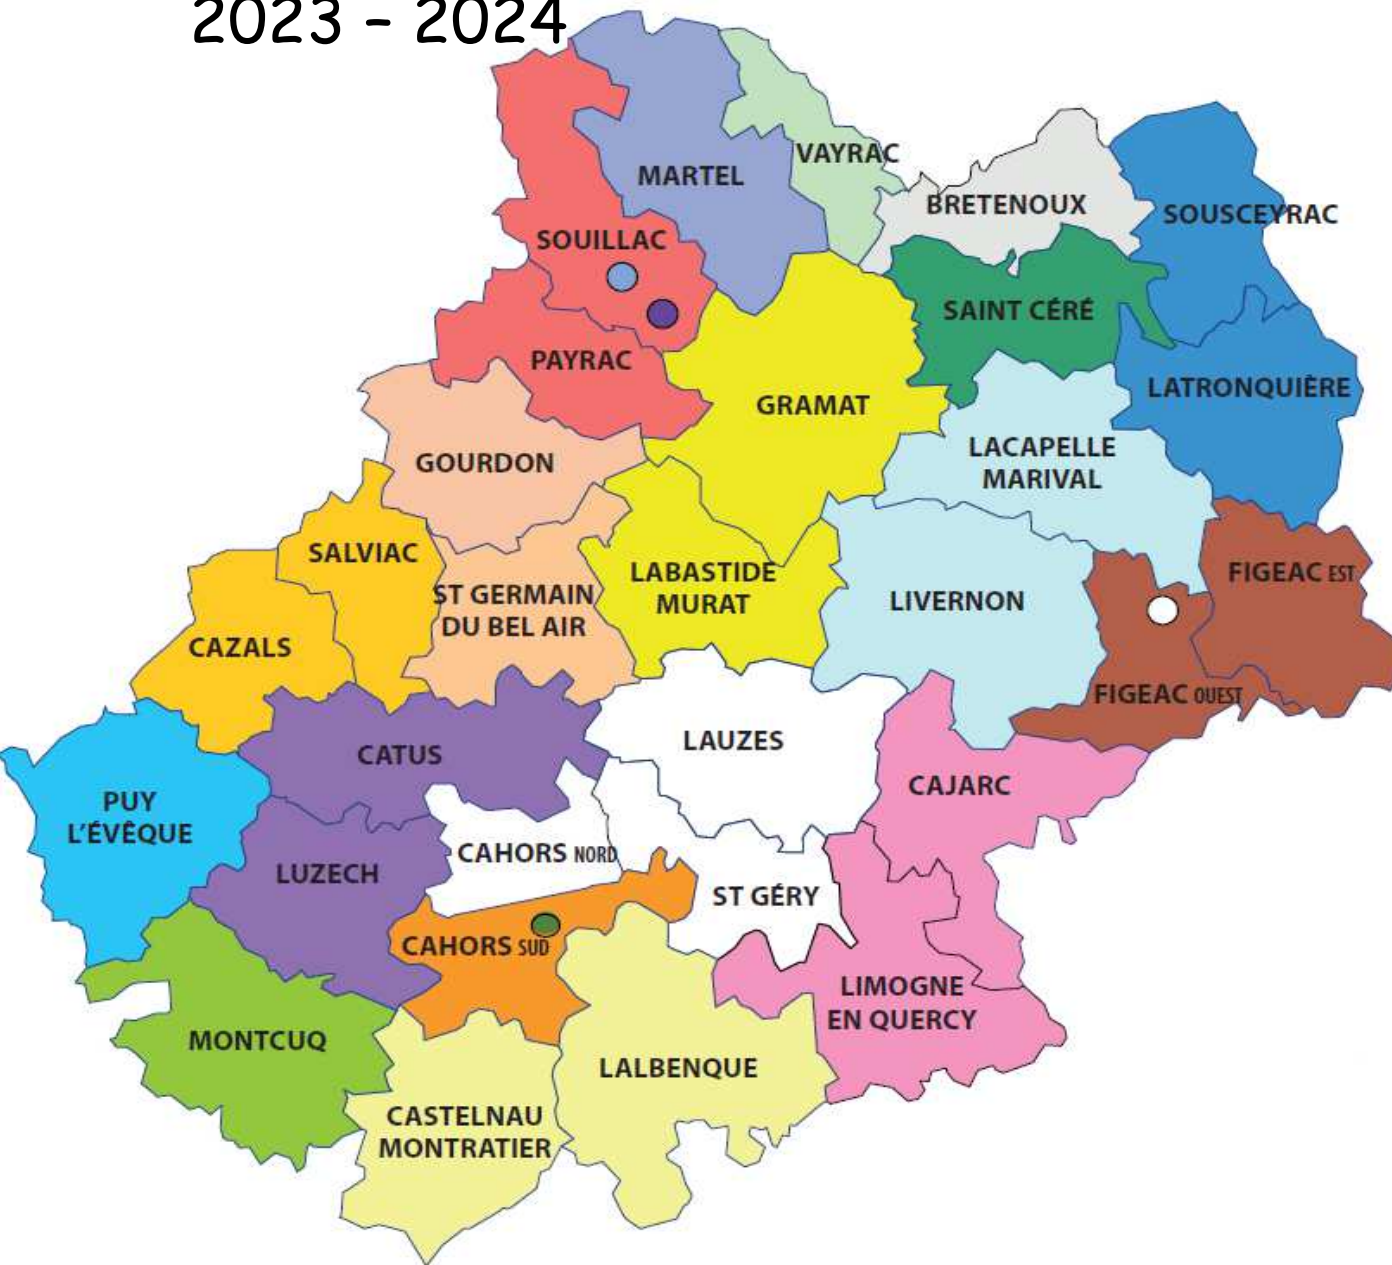 2023 - 2024
MARTEL
VAYRAC
BRETENOUX
SOUSCEYRAC
SOUILLAC
SAINT CÉRÉ
PAYRAC
LATRONQUIÈRE
GRAMAT
GOURDON
LACAPELLE
MARIVAL
SALVIAC
LABASTIDE
MURAT
FIGEAC EST
ST GERMAIN
DU BEL AIR
LIVERNON
CAZALS
FIGEAC OUEST
CATUS
LAUZES
CAJARC
PUY
L'ÉVÊQUE
CAHORS NORD
LUZECH
ST GÉRY
CAHORS SUD
LIMOGNE
EN QUERCY
MONTCUQ
LALBENQUE
CASTELNAU
MONTRATIER